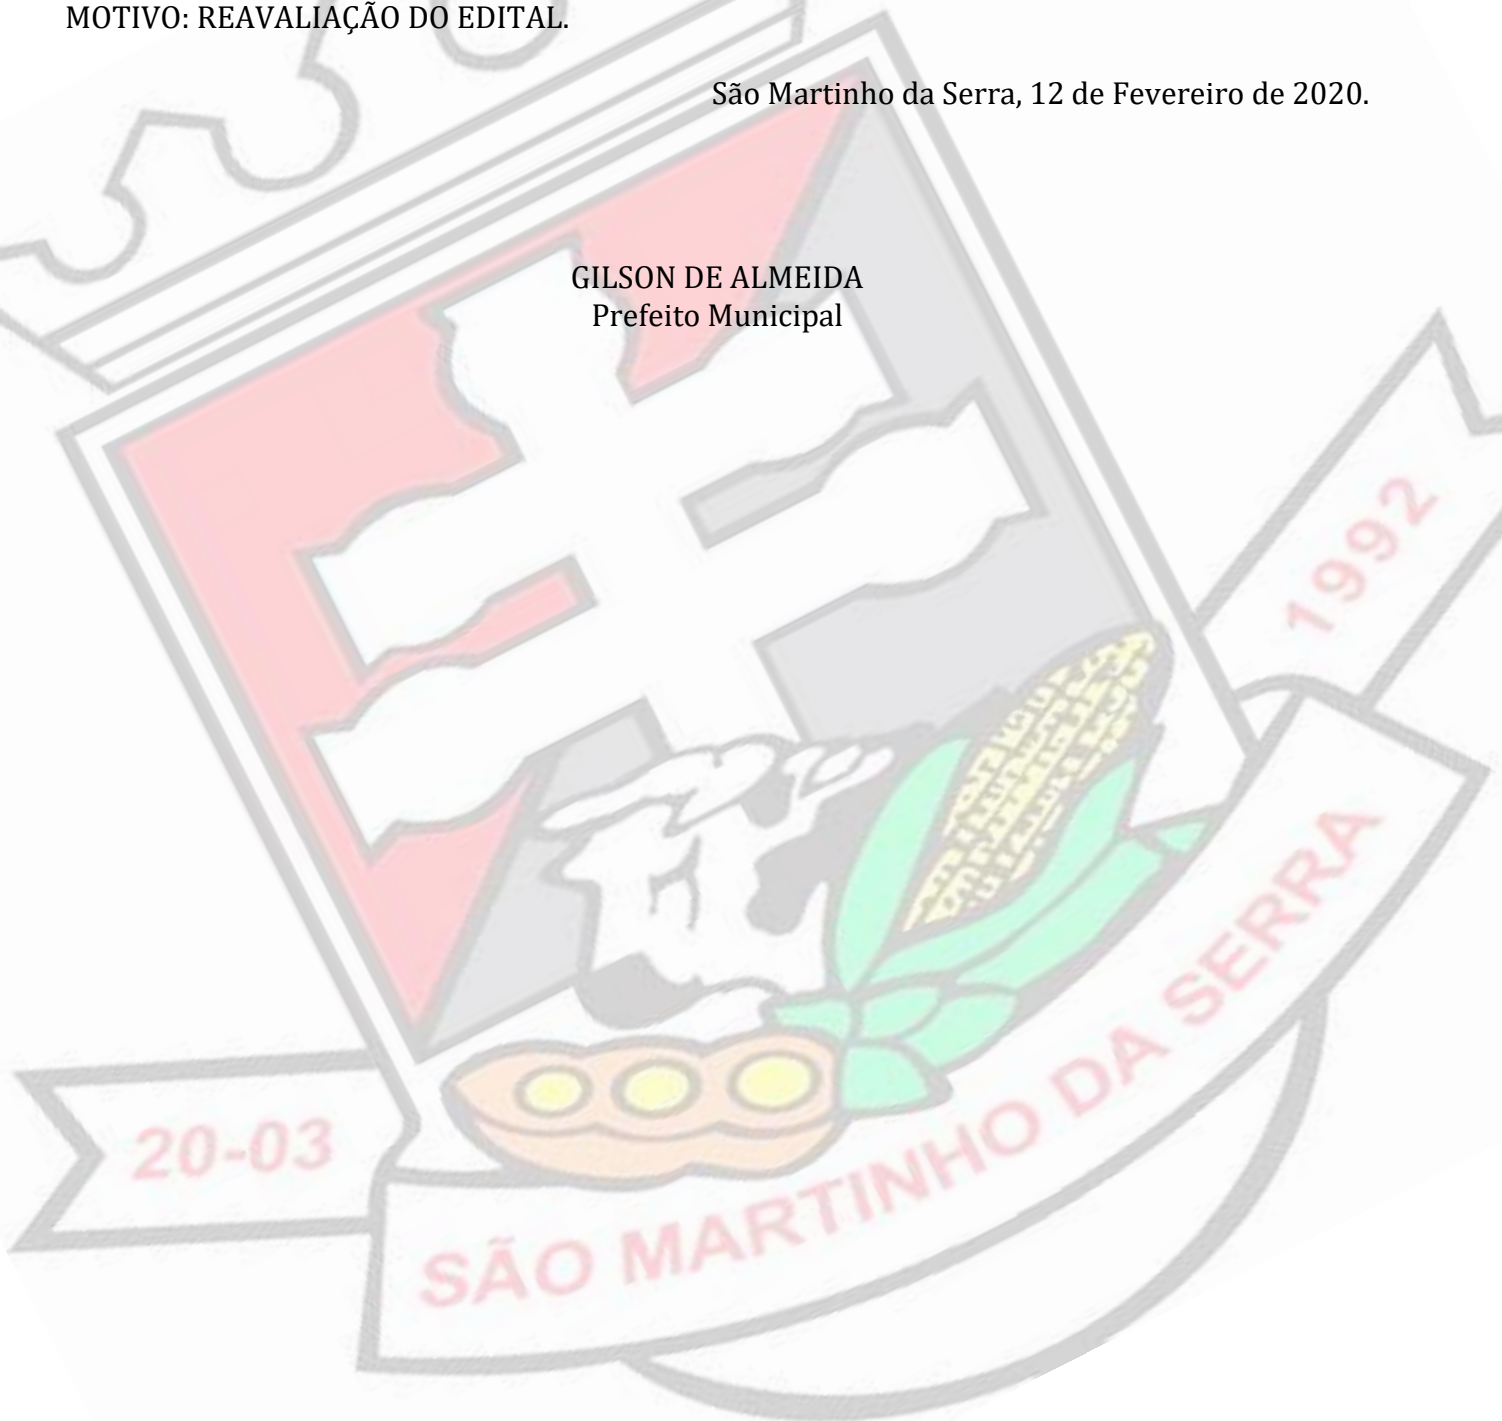 MOTIVO: REAVALIAÇÃO DO EDITAL.
São Martinho da Serra, 12 de Fevereiro de 2020.
GILSON DE ALMEIDA
Prefeito Municipal
1992
20-03
SÃO MARTINHO DA SERRA